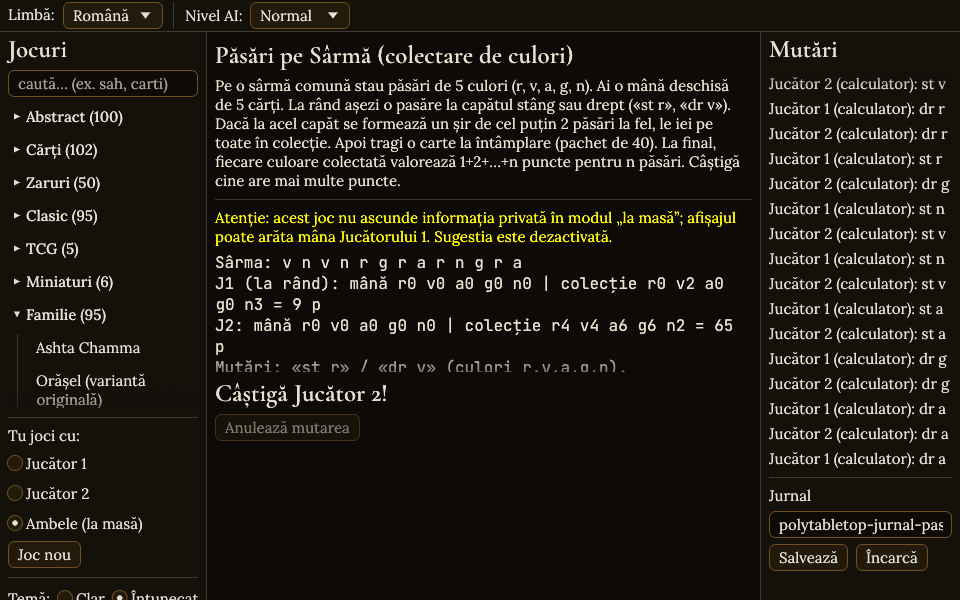 Limbă: Română ▼ Nivel AI: Normal ▼
Jocuri
caută... (ex. sah, carti)
▸ Abstract (100)
▸ Cărți (102)
▸ Zaruri (50)
▸ Clasic (95)
▸ TCG (5)
▸ Miniaturi (6)
▾ Familie (95)
Ashta Chamma
Orășel (variantă
originală)
Tu joci cu:
Jucător 1
Jucător 2
Ambele (la masă)
Joc nou
Temă: Clar Întunecat
Păsări pe Sârmă (colectare de culori)
Pe o sârmă comună stau păsări de 5 culori (r, v, a, g, n). Ai o mână deschisă
de 5 cărți. La rând așezi o pasăre la capătul stâng sau drept («st r», «dr v»).
Dacă la acel capăt se formează un șir de cel puțin 2 păsări la fel, le iei pe
toate în colecție. Apoi tragi o carte la întâmplare (pachet de 40). La final,
fiecare culoare colectată valorează 1+2+…+n puncte pentru n păsări. Câștigă
cine are mai multe puncte.
Atenție: acest joc nu ascunde informația privată în modul „la masă”; afișajul
poate arăta mâna Jucătorului 1. Sugestia este dezactivată.
Sârma: v n v n r g r a r n g r a
J1 (la rând): mână r0 v0 a0 g0 n0 | colecție r0 v2 a0
g0 n3 = 9 p
J2: mână r0 v0 a0 g0 n0 | colecție r4 v4 a6 g6 n2 = 65
p
Mutări: «st r» / «dr v» (culori r,v,a,g,n).
Câștigă Jucător 2!
Anulează mutarea
Mutări
Jucător 2 (calculator): st v
Jucător 1 (calculator): dr r
Jucător 2 (calculator): dr r
Jucător 1 (calculator): st r
Jucător 2 (calculator): dr g
Jucător 1 (calculator): st n
Jucător 2 (calculator): st v
Jucător 1 (calculator): st n
Jucător 2 (calculator): st v
Jucător 1 (calculator): st a
Jucător 2 (calculator): st a
Jucător 1 (calculator): dr g
Jucător 2 (calculator): dr g
Jucător 1 (calculator): dr a
Jucător 2 (calculator): dr a
Jucător 1 (calculator): dr a
Jurnal
polytabletop-jurnal-pas
Salvează Încarcă